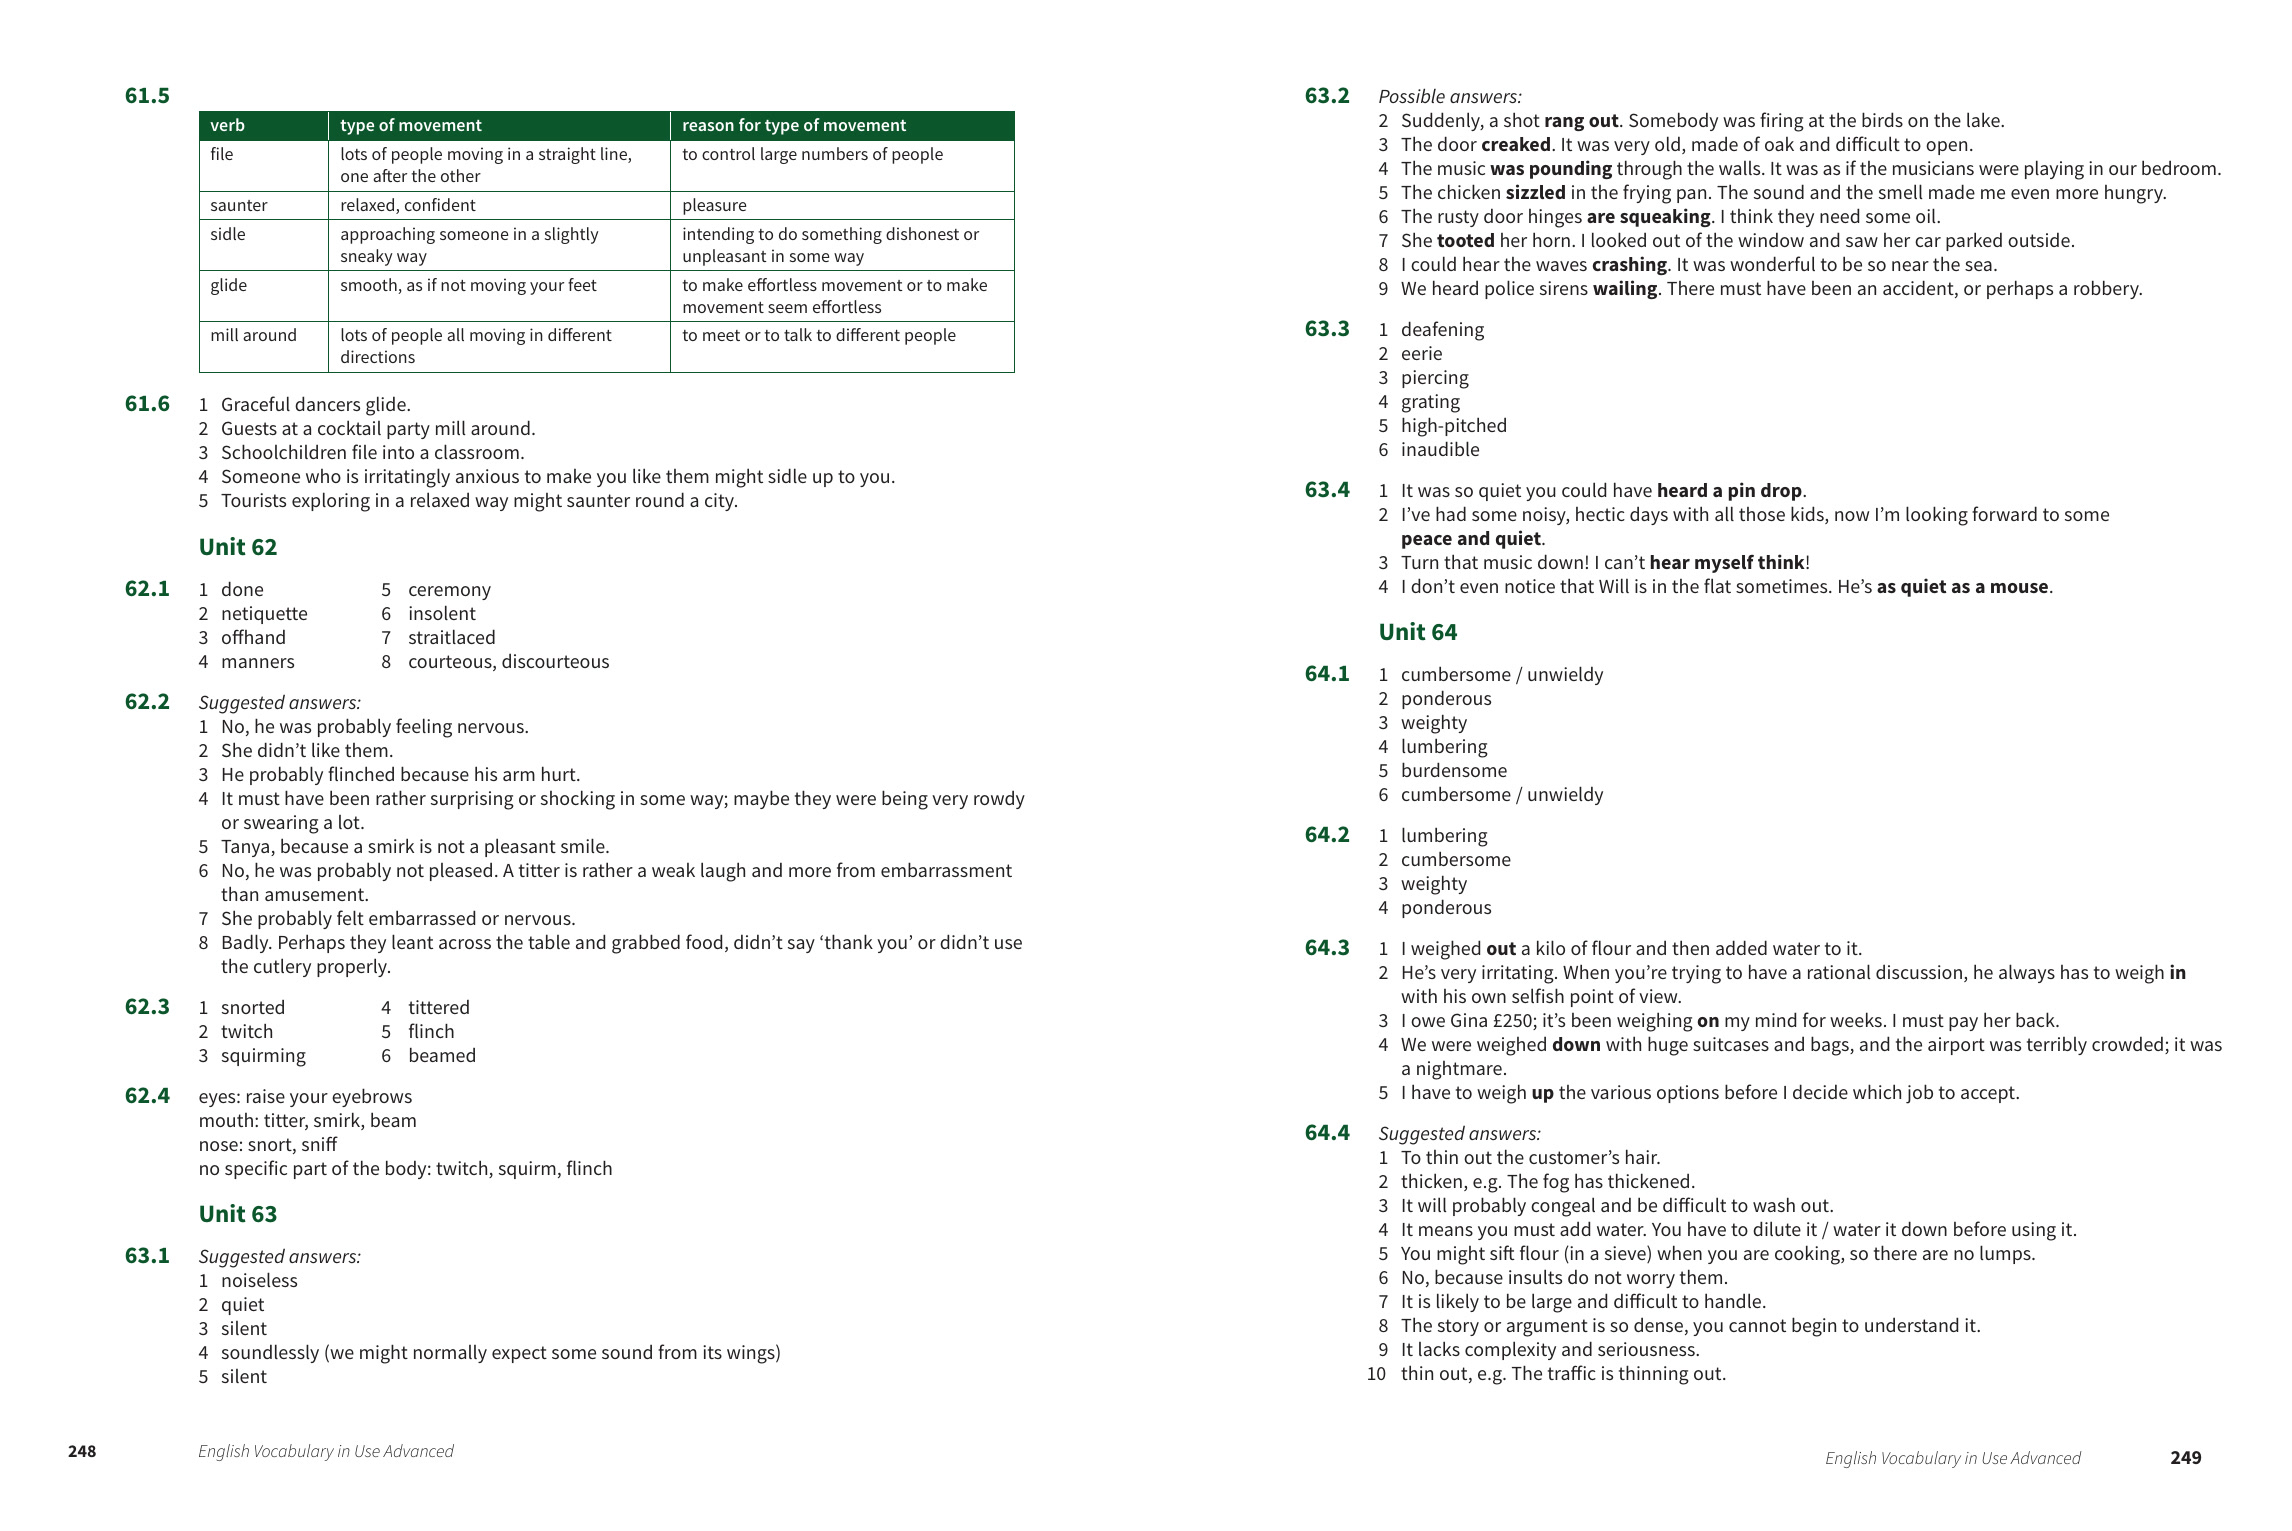 61.5
verb type of movement reason for type of movement
file lots of people moving in a straight line, to control large numbers of people
one after the other
saunter relaxed, confident pleasure
sidle approaching someone in a slightly intending to do something dishonest or
sneaky way unpleasant in some way
glide smooth, as if not moving your feet to make effortless movement or to make
movement seem effortless
mill around lots of people all moving in different to meet or to talk to different people
directions
61.6 1 Graceful dancers glide.
2 Guests at a cocktail party mill around.
3 Schoolchildren file into a classroom.
4 Someone who is irritatingly anxious to make you like them might sidle up to you.
5 Tourists exploring in a relaxed way might saunter round a city.
Unit 62
62.1 1 done 5 ceremony
2 netiquette 6 insolent
3 offhand 7 straitlaced
4 manners 8 courteous, discourteous
62.2 Suggested answers:
1 No, he was probably feeling nervous.
2 She didn’t like them.
3 He probably flinched because his arm hurt.
4 It must have been rather surprising or shocking in some way; maybe they were being very rowdy
or swearing a lot.
5 Tanya, because a smirk is not a pleasant smile.
6 No, he was probably not pleased. A titter is rather a weak laugh and more from embarrassment
than amusement.
7 She probably felt embarrassed or nervous.
8 Badly. Perhaps they leant across the table and grabbed food, didn’t say ‘thank you’ or didn’t use
the cutlery properly.
62.3 1 snorted 4 tittered
2 twitch 5 flinch
3 squirming 6 beamed
62.4 eyes: raise your eyebrows
mouth: titter, smirk, beam
nose: snort, sniff
no specific part of the body: twitch, squirm, flinch
Unit 63
63.1 Suggested answers:
1 noiseless
2 quiet
3 silent
4 soundlessly (we might normally expect some sound from its wings)
5 silent
248 English Vocabulary in Use Advanced
63.2 Possible answers:
2 Suddenly, a shot rang out. Somebody was firing at the birds on the lake.
3 The door creaked. It was very old, made of oak and difficult to open.
4 The music was pounding through the walls. It was as if the musicians were playing in our bedroom.
5 The chicken sizzled in the frying pan. The sound and the smell made me even more hungry.
6 The rusty door hinges are squeaking. I think they need some oil.
7 She tooted her horn. I looked out of the window and saw her car parked outside.
8 I could hear the waves crashing. It was wonderful to be so near the sea.
9 We heard police sirens wailing. There must have been an accident, or perhaps a robbery.
63.3 1 deafening
2 eerie
3 piercing
4 grating
5 high-pitched
6 inaudible
63.4 1 It was so quiet you could have heard a pin drop.
2 I’ve had some noisy, hectic days with all those kids, now I’m looking forward to some
peace and quiet.
3 Turn that music down! I can’t hear myself think!
4 I don’t even notice that Will is in the flat sometimes. He’s as quiet as a mouse.
Unit 64
64.1 1 cumbersome / unwieldy
2 ponderous
3 weighty
4 lumbering
5 burdensome
6 cumbersome / unwieldy
64.2 1 lumbering
2 cumbersome
3 weighty
4 ponderous
64.3 1 I weighed out a kilo of flour and then added water to it.
2 He’s very irritating. When you’re trying to have a rational discussion, he always has to weigh in
with his own selfish point of view.
3 I owe Gina £250; it’s been weighing on my mind for weeks. I must pay her back.
4 We were weighed down with huge suitcases and bags, and the airport was terribly crowded; it was
a nightmare.
5 I have to weigh up the various options before I decide which job to accept.
64.4 Suggested answers:
1 To thin out the customer’s hair.
2 thicken, e.g. The fog has thickened.
3 It will probably congeal and be difficult to wash out.
4 It means you must add water. You have to dilute it / water it down before using it.
5 You might sift flour (in a sieve) when you are cooking, so there are no lumps.
6 No, because insults do not worry them.
7 It is likely to be large and difficult to handle.
8 The story or argument is so dense, you cannot begin to understand it.
9 It lacks complexity and seriousness.
10 thin out, e.g. The traffic is thinning out.
English Vocabulary in Use Advanced 249